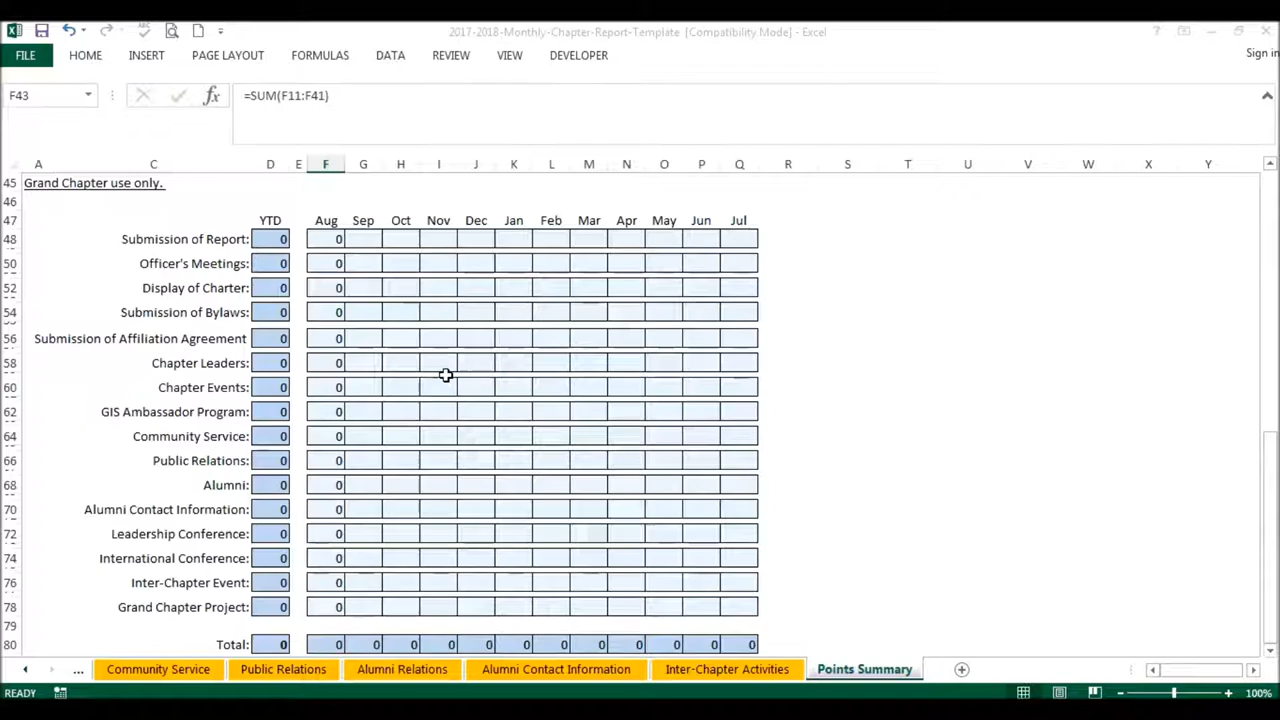 2017-2018-Monthly-Chapter-Report-Template [Compatibility Mode] - Excel
FILE HOME INSERT PAGE LAYOUT FORMULAS DATA REVIEW VIEW DEVELOPER Sign in
F43 fx =SUM(F11:F41)
A C D E F G H I J K L M N O P Q R S T U V W X Y
45 Grand Chapter use only.
46
47 YTD Aug Sep Oct Nov Dec Jan Feb Mar Apr May Jun Jul
48 Submission of Report: 0 0
50 Officer's Meetings: 0 0
52 Display of Charter: 0 0
54 Submission of Bylaws: 0 0
56 Submission of Affiliation Agreement 0 0
58 Chapter Leaders: 0 0
60 Chapter Events: 0 0
62 GIS Ambassador Program: 0 0
64 Community Service: 0 0
66 Public Relations: 0 0
68 Alumni: 0 0
70 Alumni Contact Information: 0 0
72 Leadership Conference: 0 0
74 International Conference: 0 0
76 Inter-Chapter Event: 0 0
78 Grand Chapter Project: 0 0
79
80 Total: 0 0 0 0 0 0 0 0 0 0 0 0 0
... Community Service Public Relations Alumni Relations Alumni Contact Information Inter-Chapter Activities Points Summary
READY 100%